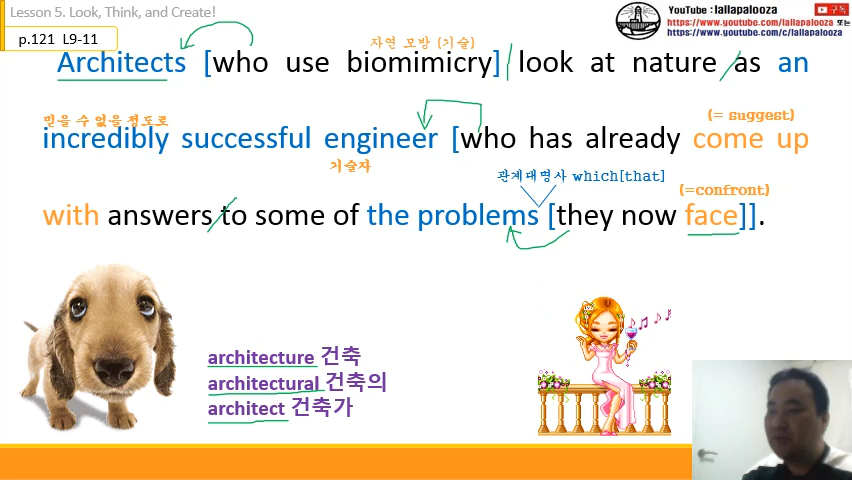 Lesson 5. Look, Think, and Create!
p.121 L9-11
YouTube : @lallapalooza 구독
https://www.youtube.com/lallapalooza 또는
https://www.youtube.com/c/lallapalooza
자연 모방 (기술)
Architects [who use biomimicry] look at nature as an
믿을 수 없을 정도로
(= suggest)
incredibly successful engineer [who has already come up
기술자
관계대명사 which[that]
(=confront)
with answers to some of the problems [they now face]].
architecture 건축
architectural 건축의
architect 건축가